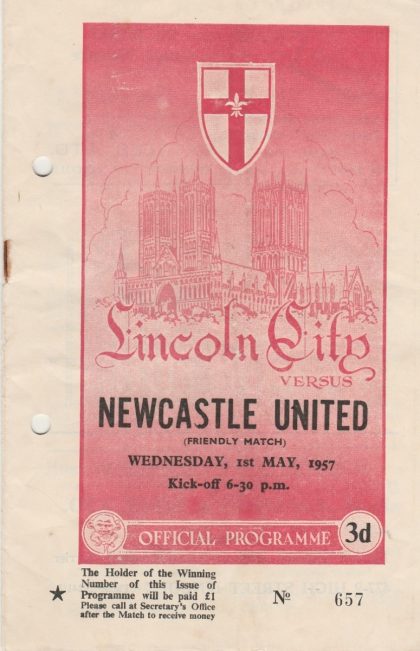 Lincoln City
VERSUS
NEWCASTLE UNITED
(FRIENDLY MATCH)
WEDNESDAY, 1st MAY, 1957
Kick-off 6-30 p.m.
OFFICIAL PROGRAMME 3d
The Holder of the Winning
Number of this Issue of
★ Programme will be paid £1
Please call at Secretary's Office
after the Match to receive money
No 657